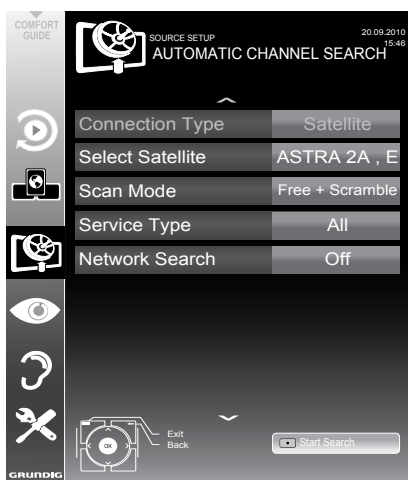 COMFORT
GUIDE
SOURCE SETUP
20.09.2010
AUTOMATIC CHANNEL SEARCH
15:46
Connection Type
Satellite
Select Satellite
ASTRA 2A , E
Scan Mode
Free + Scramble
Service Type
All
Network Search
Off
OK
Exit
Back
Start Search
GRUNDIG